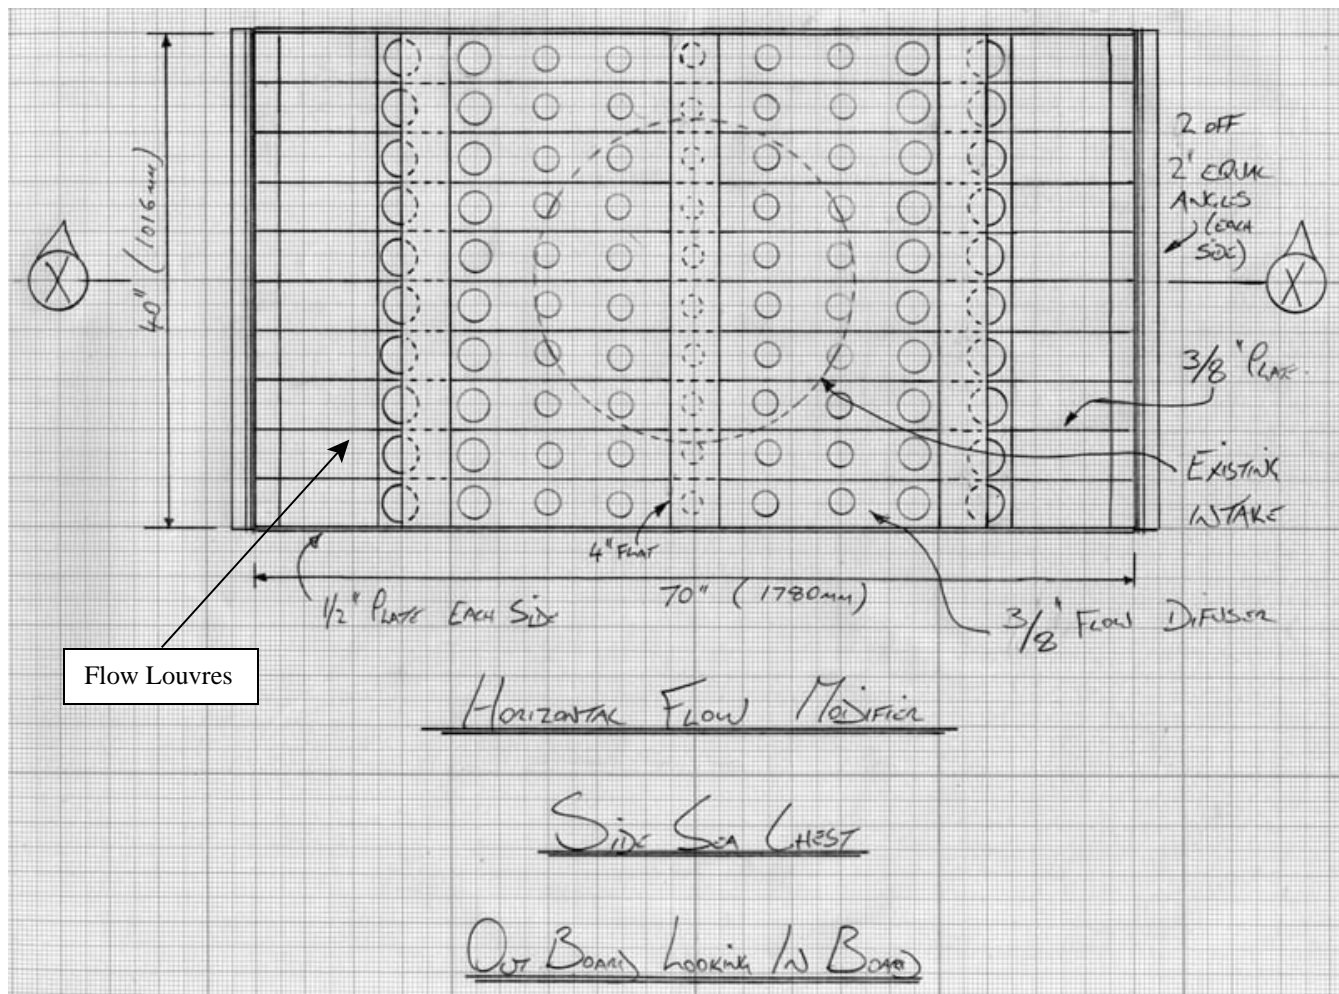 2 OFF
2" EQUAL
ANGLES
(EACH
SIDE)
40" (1016mm)
X
X
3/8" PLATE
EXISTING
INTAKE
4" FLAT
70" (1780mm)
1/2" PLATE EACH SIDE
3/8" FLOW DIFUSER
Flow Louvres
HORIZONTAL FLOW MODIFIER
SIDE SEA CHEST
OUT BOARD LOOKING IN BOARD